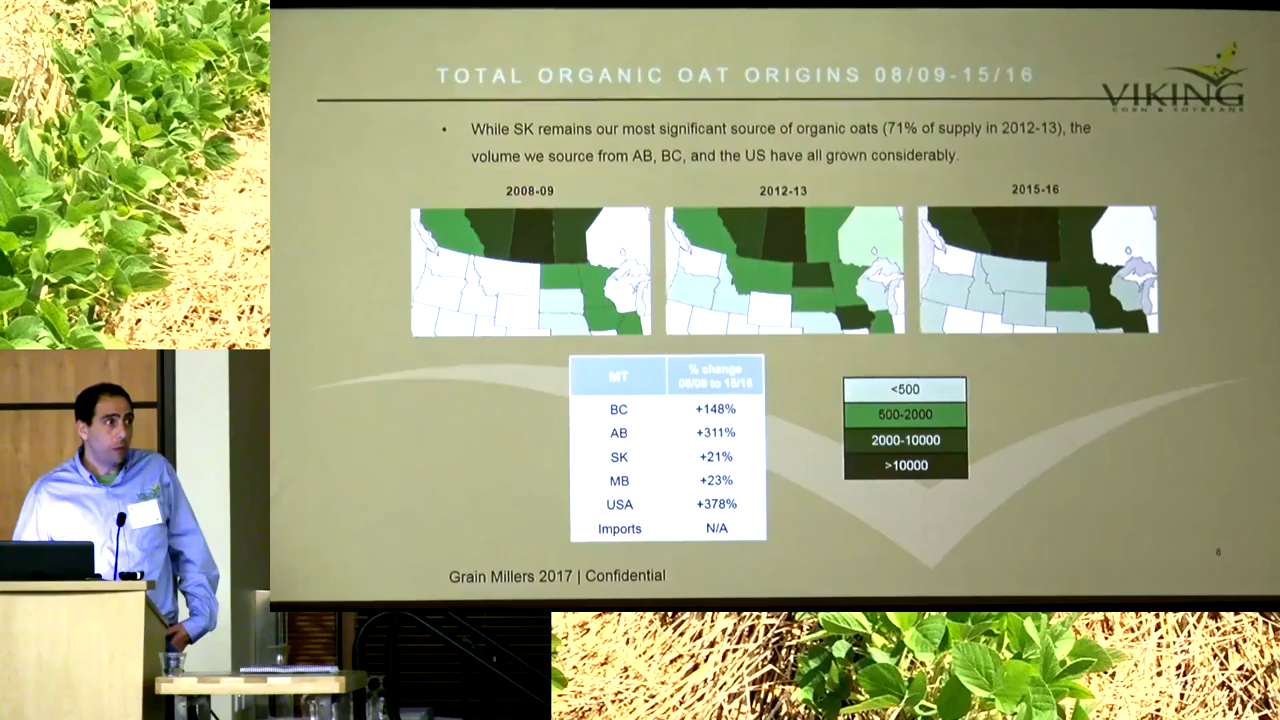 TOTAL ORGANIC OAT ORIGINS 08/09-15/16
VIKING
CORN & SOYBEANS
• While SK remains our most significant source of organic oats (71% of supply in 2012-13), the
volume we source from AB, BC, and the US have all grown considerably.
2008-09 2012-13 2015-16
MT % change
08/09 to 15/16
BC +148%
AB +311%
SK +21%
MB +23%
USA +378%
Imports N/A
<500
500-2000
2000-10000
>10000
8
Grain Millers 2017 | Confidential